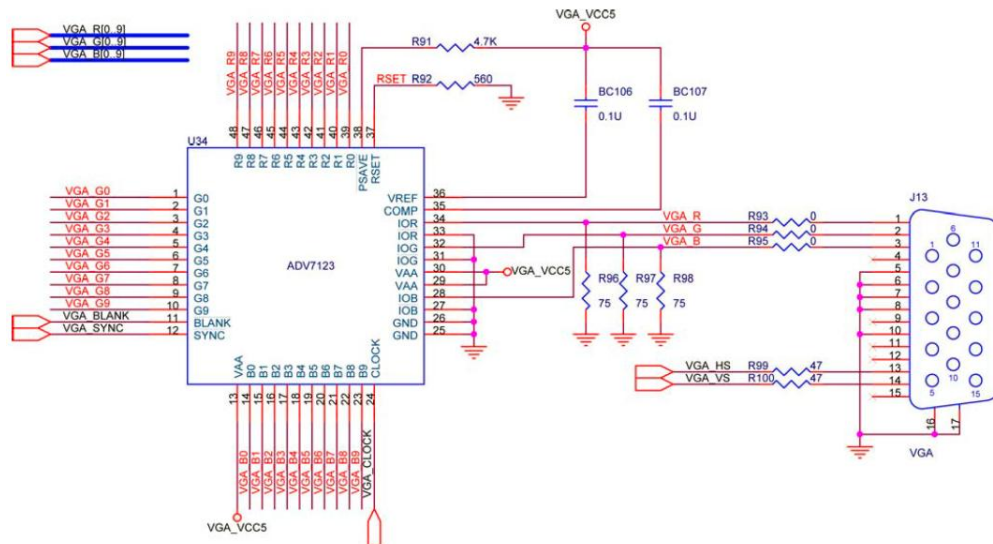 VGA_VCC5
VGA_R[0..9]
VGA_G[0..9]
VGA_B[0..9]
VGA_R9
VGA_R8
VGA_R7
VGA_R6
VGA_R5
VGA_R4
VGA_R3
VGA_R2
VGA_R1
VGA_R0
R91 4.7K
RSET R92 560
BC106 BC107
0.1U 0.1U
48 47 46 45 44 43 42 41 40 39 38 37
U34
R9 R8 R7 R6 R5 R4 R3 R2 R1 R0 PSAVE RSET
VGA_G0 1 G0
VGA_G1 2 G1
VGA_G2 3 G2
VGA_G3 4 G3
VGA_G4 5 G4
VGA_G5 6 G5
VGA_G6 7 G6
VGA_G7 8 G7
VGA_G8 9 G8
VGA_G9 10 G9
VGA_BLANK 11 BLANK
VGA_SYNC 12 SYNC
ADV7123
VREF 36
COMP 35
IOR 34
IOR 33
IOG 32
IOG 31
VAA 30
VAA 29
IOB 28
IOB 27
GND 26
GND 25
VGA_VCC5
VGA_R R93 0
VGA_G R94 0
VGA_B R95 0
R96 R97 R98
75 75 75
VGA_HS R99 47
VGA_VS R100 47
J13
1
2
3
4
5
6
7
8
9
10
11
12
13
14
15
6
1 11
10
5 15
16 17
VGA
VAA B0 B1 B2 B3 B4 B5 B6 B7 B8 B9 CLOCK
13 14 15 16 17 18 19 20 21 22 23 24
VGA_B0
VGA_B1
VGA_B2
VGA_B3
VGA_B4
VGA_B5
VGA_B6
VGA_B7
VGA_B8
VGA_B9
VGA_CLOCK
VGA_VCC5